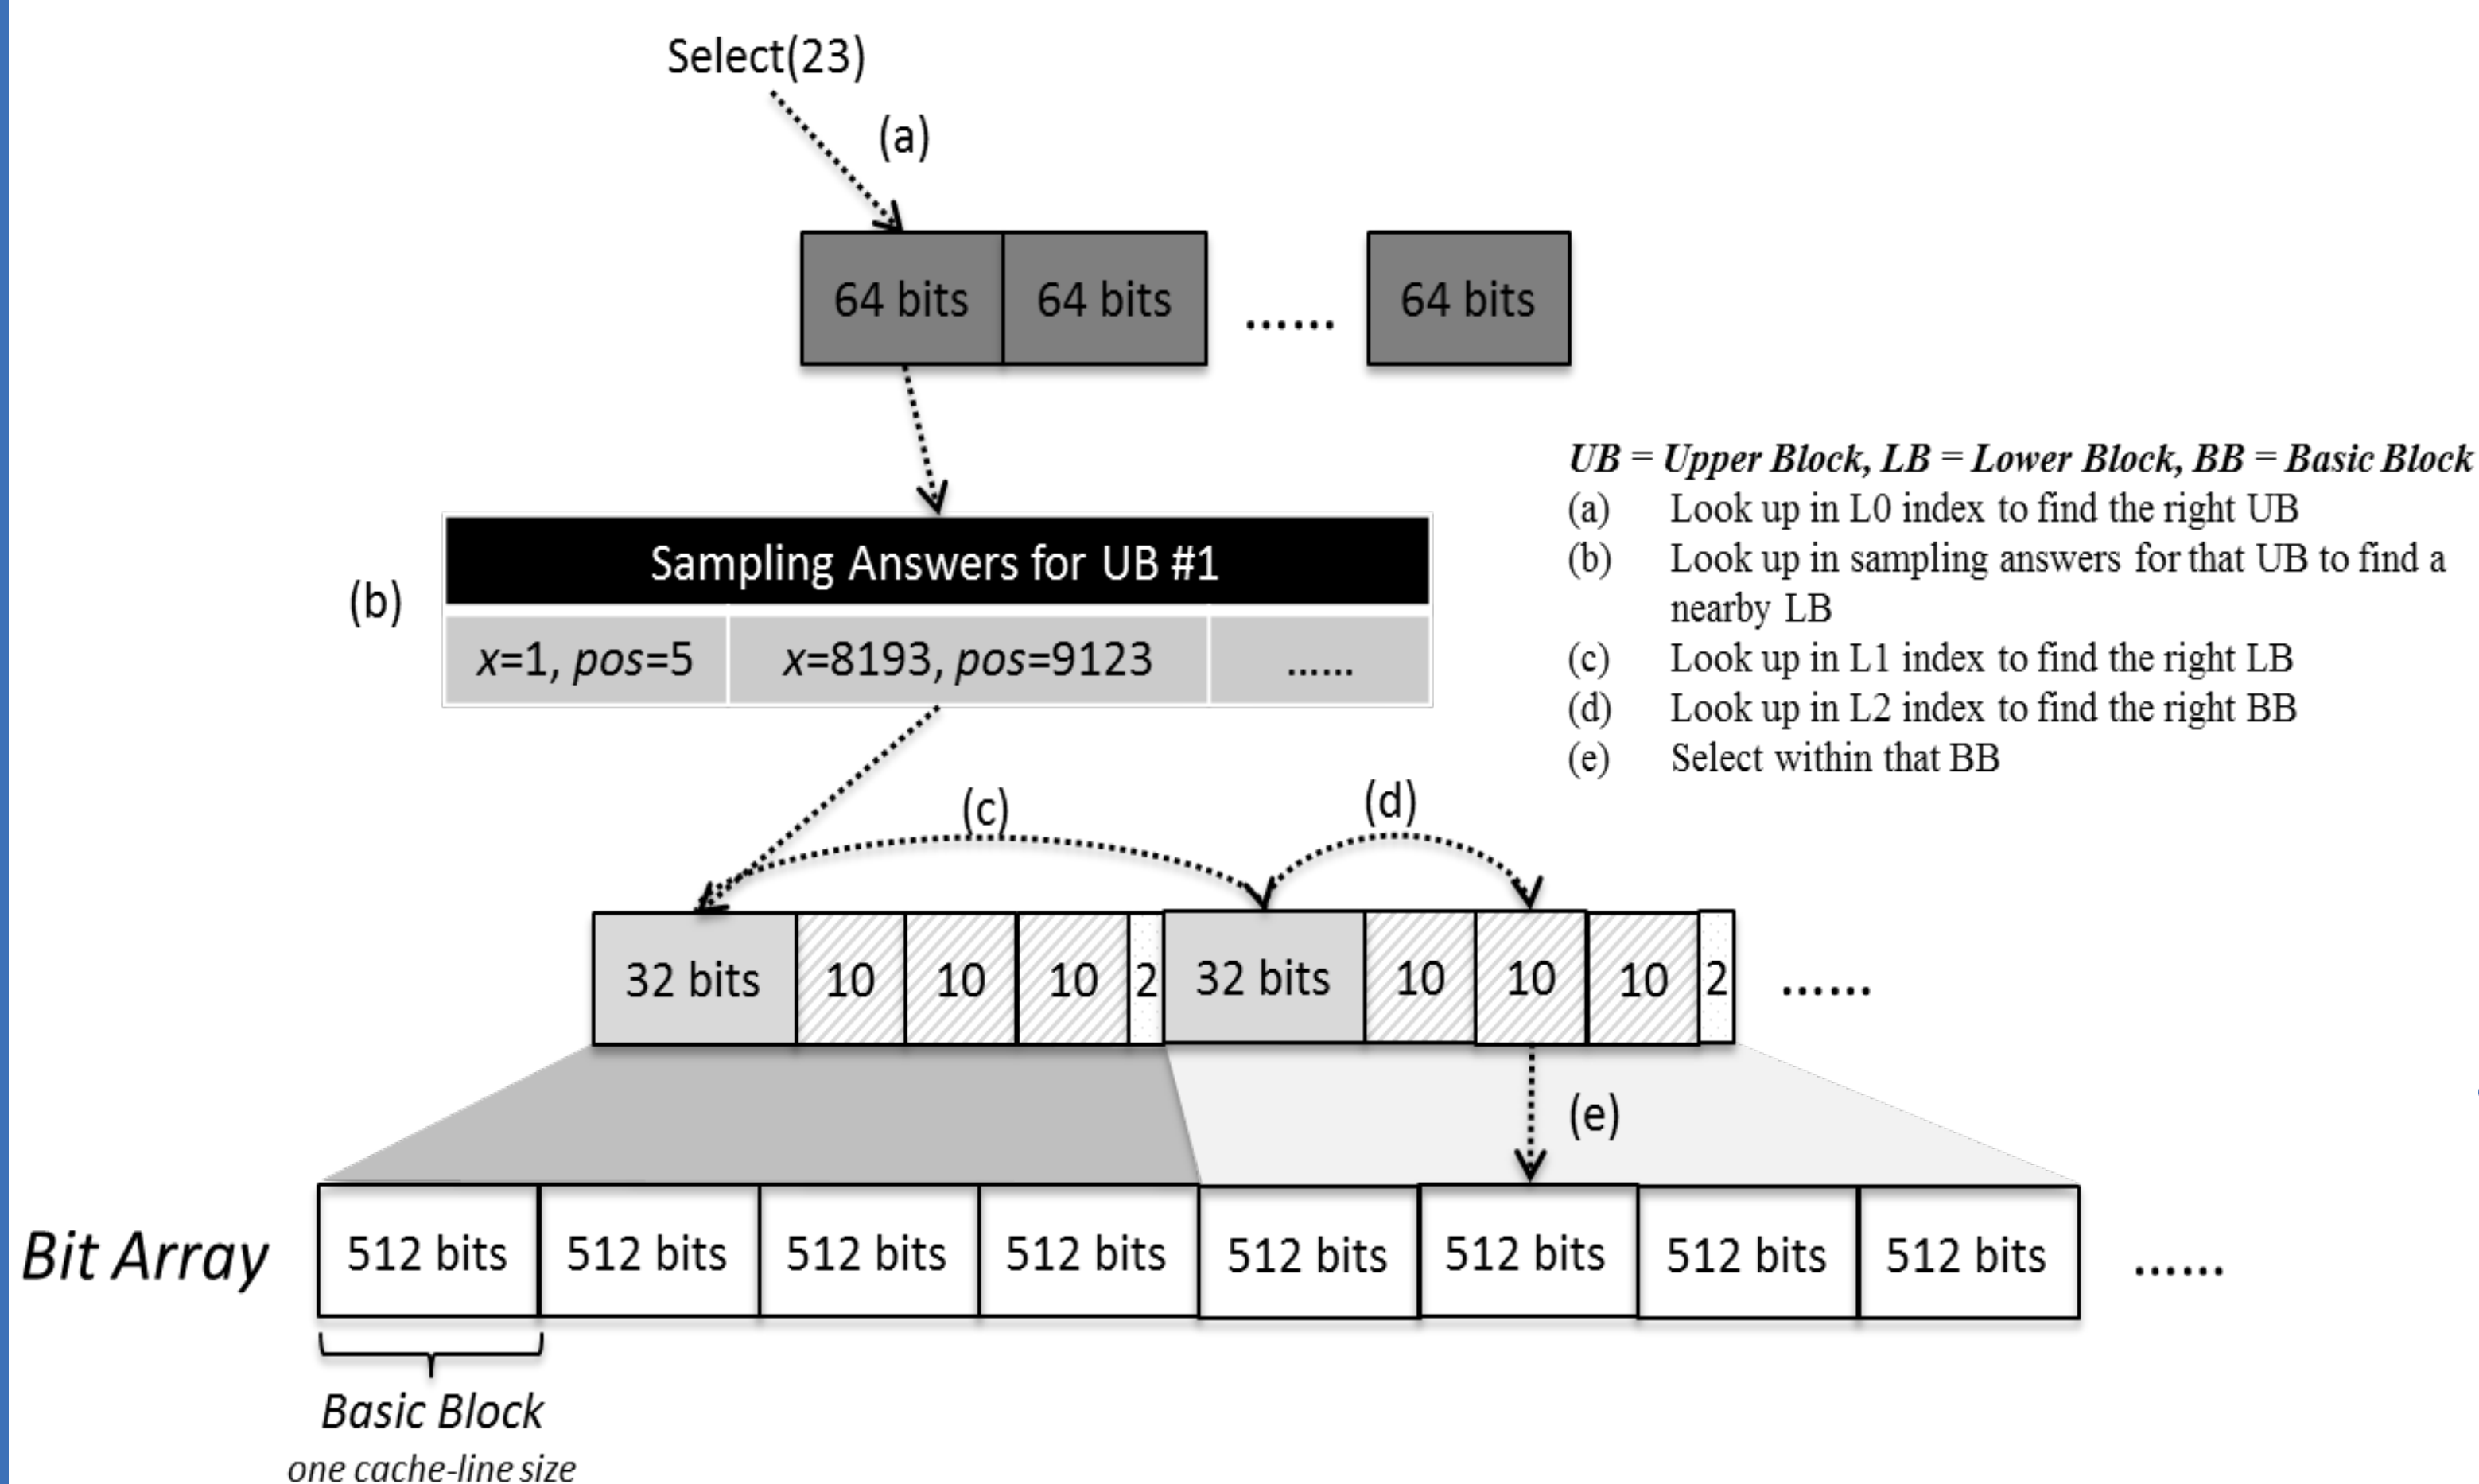 Select(23)
(a)
64 bits 64 bits ...... 64 bits
UB = Upper Block, LB = Lower Block, BB = Basic Block
(a) Look up in L0 index to find the right UB
(b) Look up in sampling answers for that UB to find a
nearby LB
(c) Look up in L1 index to find the right LB
(d) Look up in L2 index to find the right BB
(e) Select within that BB
Sampling Answers for UB #1
(b)
x=1, pos=5 x=8193, pos=9123 ......
(c) (d)
32 bits 10 10 10 2 32 bits 10 10 10 2 ......
(e)
Bit Array 512 bits 512 bits 512 bits 512 bits 512 bits 512 bits 512 bits 512 bits ......
Basic Block
one cache-line size